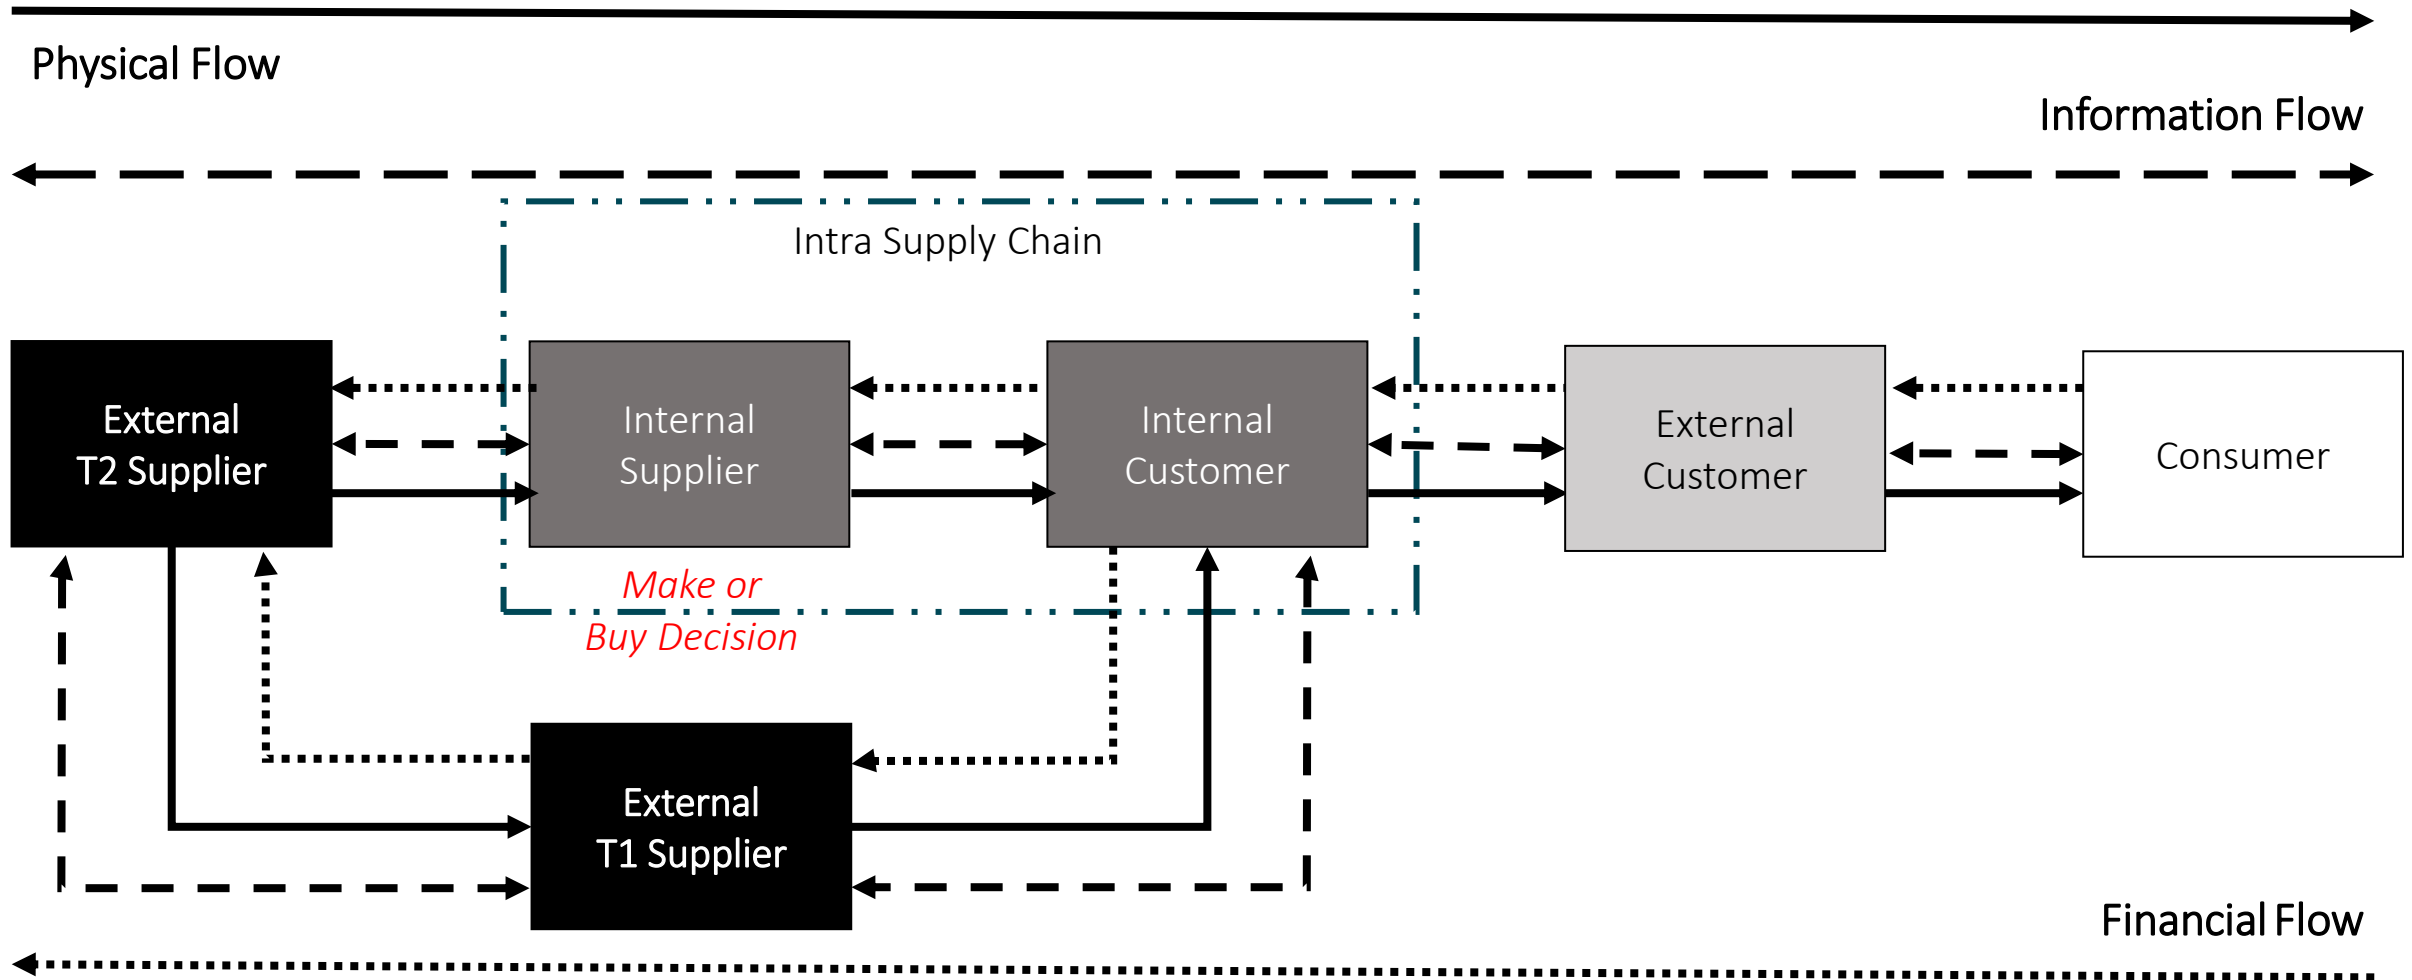 Physical Flow
Information Flow
Intra Supply Chain
External
T2 Supplier
Internal
Supplier
Internal
Customer
External
Customer
Consumer
Make or
Buy Decision
External
T1 Supplier
Financial Flow